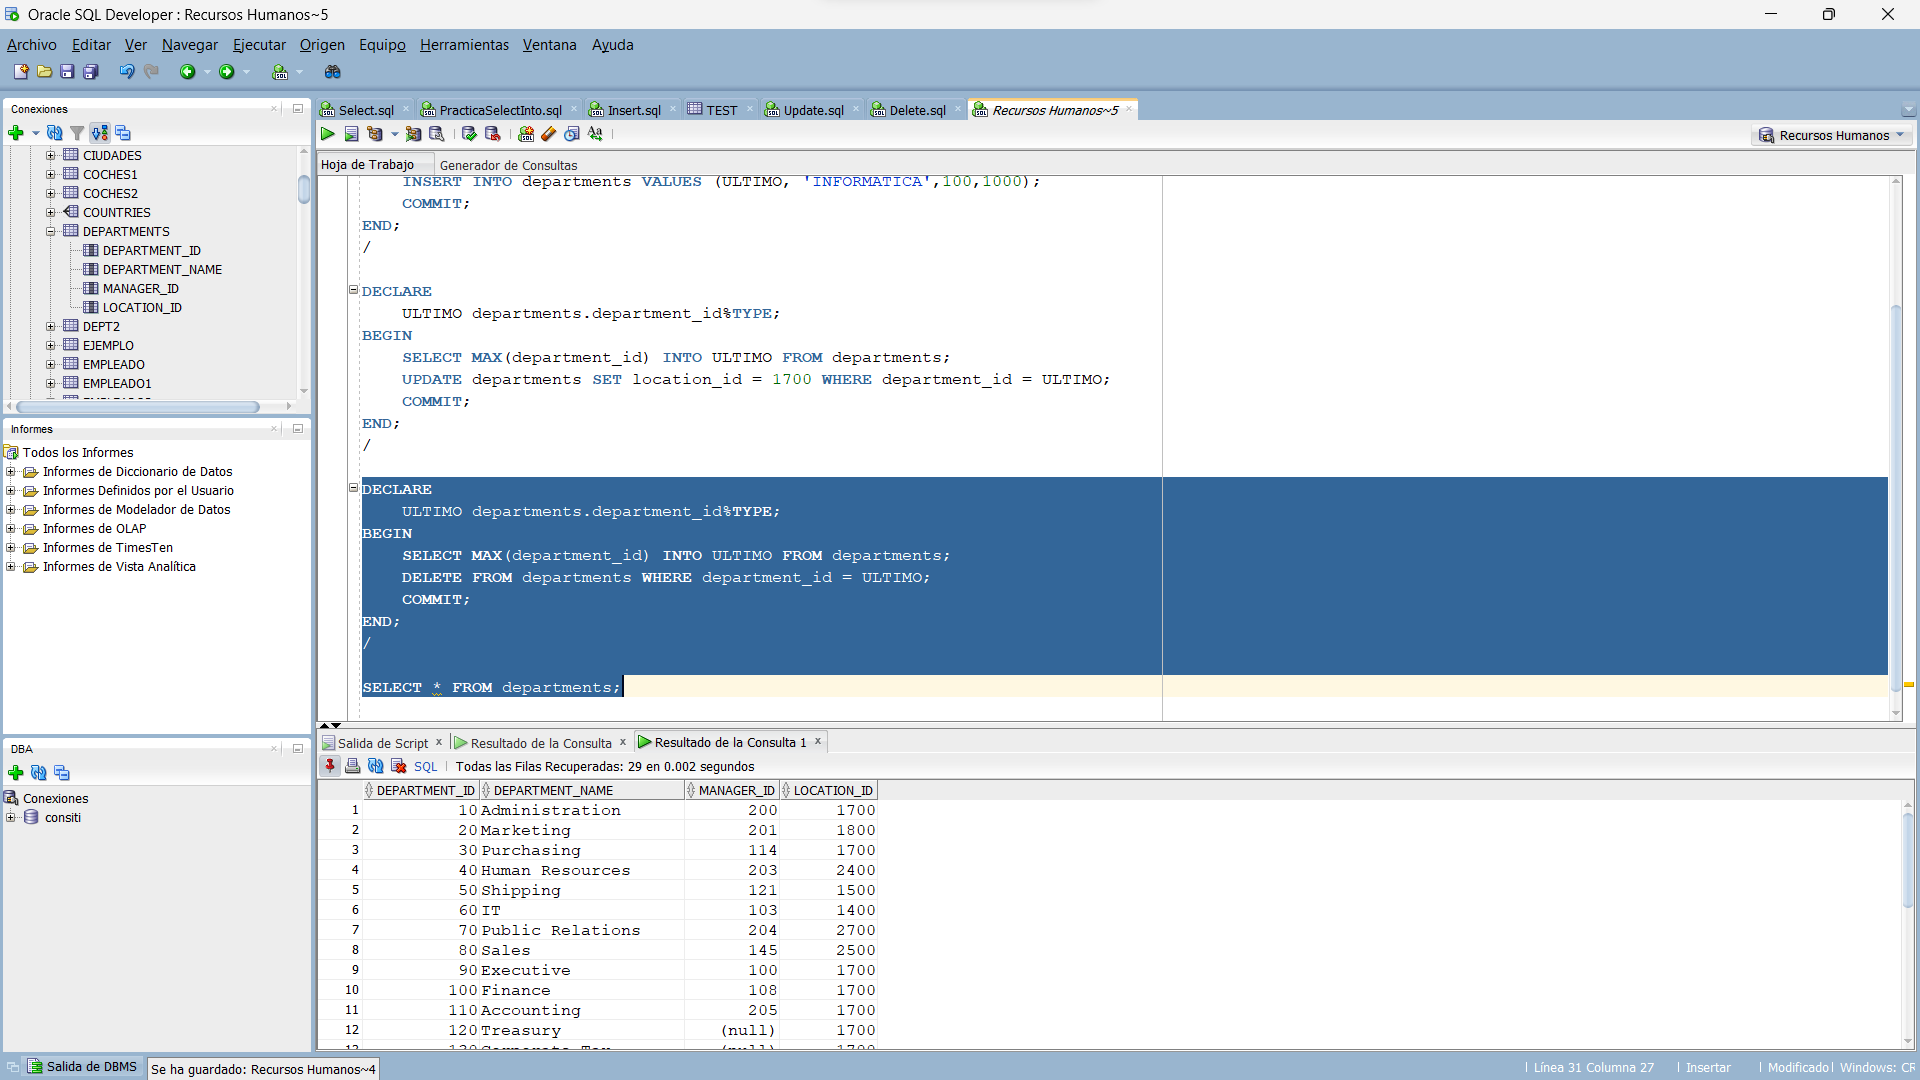 Oracle SQL Developer : Recursos Humanos~5
Archivo Editar Ver Navegar Ejecutar Origen Equipo Herramientas Ventana Ayuda
Conexiones
CIUDADES
COCHES1
COCHES2
COUNTRIES
DEPARTMENTS
DEPARTMENT_ID
DEPARTMENT_NAME
MANAGER_ID
LOCATION_ID
DEPT2
EJEMPLO
EMPLEADO
EMPLEADO1
Informes
Todos los Informes
Informes de Diccionario de Datos
Informes Definidos por el Usuario
Informes de Modelador de Datos
Informes de OLAP
Informes de TimesTen
Informes de Vista Analítica
DBA
Conexiones
consiti
Select.sql PracticaSelectInto.sql Insert.sql TEST Update.sql Delete.sql Recursos Humanos~5
Recursos Humanos
Hoja de Trabajo Generador de Consultas
INSERT INTO departments VALUES (ULTIMO, 'INFORMATICA',100,1000);
COMMIT;
END;
/
DECLARE
ULTIMO departments.department_id%TYPE;
BEGIN
SELECT MAX(department_id) INTO ULTIMO FROM departments;
UPDATE departments SET location_id = 1700 WHERE department_id = ULTIMO;
COMMIT;
END;
/
DECLARE
ULTIMO departments.department_id%TYPE;
BEGIN
SELECT MAX(department_id) INTO ULTIMO FROM departments;
DELETE FROM departments WHERE department_id = ULTIMO;
COMMIT;
END;
/
SELECT * FROM departments;
Salida de Script Resultado de la Consulta Resultado de la Consulta 1
SQL Todas las Filas Recuperadas: 29 en 0.002 segundos
DEPARTMENT_ID DEPARTMENT_NAME MANAGER_ID LOCATION_ID
1 10 Administration 200 1700
2 20 Marketing 201 1800
3 30 Purchasing 114 1700
4 40 Human Resources 203 2400
5 50 Shipping 121 1500
6 60 IT 103 1400
7 70 Public Relations 204 2700
8 80 Sales 145 2500
9 90 Executive 100 1700
10 100 Finance 108 1700
11 110 Accounting 205 1700
12 120 Treasury (null) 1700
Salida de DBMS
Se ha guardado: Recursos Humanos~4
Línea 31 Columna 27 Insertar Modificado Windows: CR